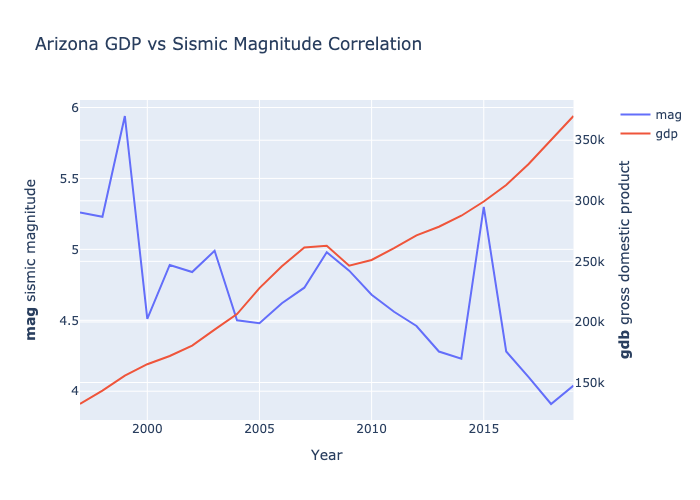 Arizona GDP vs Sismic Magnitude Correlation
mag
gdp
6
5.5
5
4.5
4
350k
300k
250k
200k
150k
mag sismic magnitude
gdb gross domestic product
2000
2005
2010
2015
Year